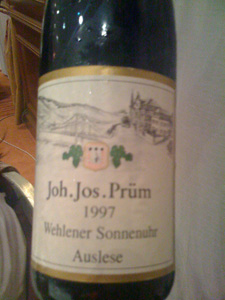 Joh. Jos. Prüm
1997
Wehlener Sonnenuhr
Auslese